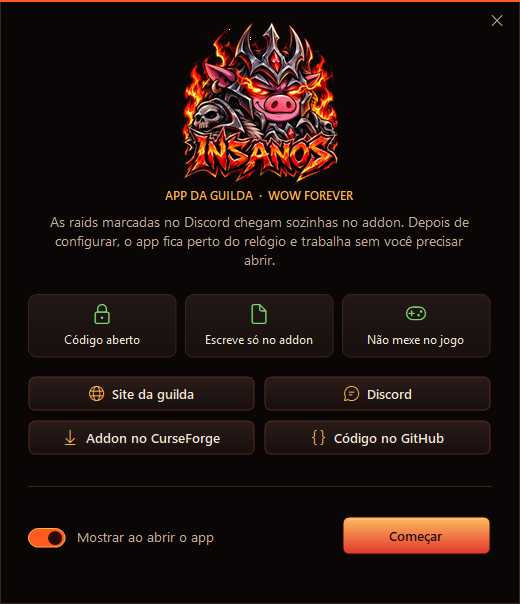 INSANOS
APP DA GUILDA · WOW FOREVER
As raids marcadas no Discord chegam sozinhas no addon. Depois de
configurar, o app fica perto do relógio e trabalha sem você precisar
abrir.
Código aberto
Escreve só no addon
Não mexe no jogo
Site da guilda
Discord
Addon no CurseForge
{} Código no GitHub
Mostrar ao abrir o app
Começar